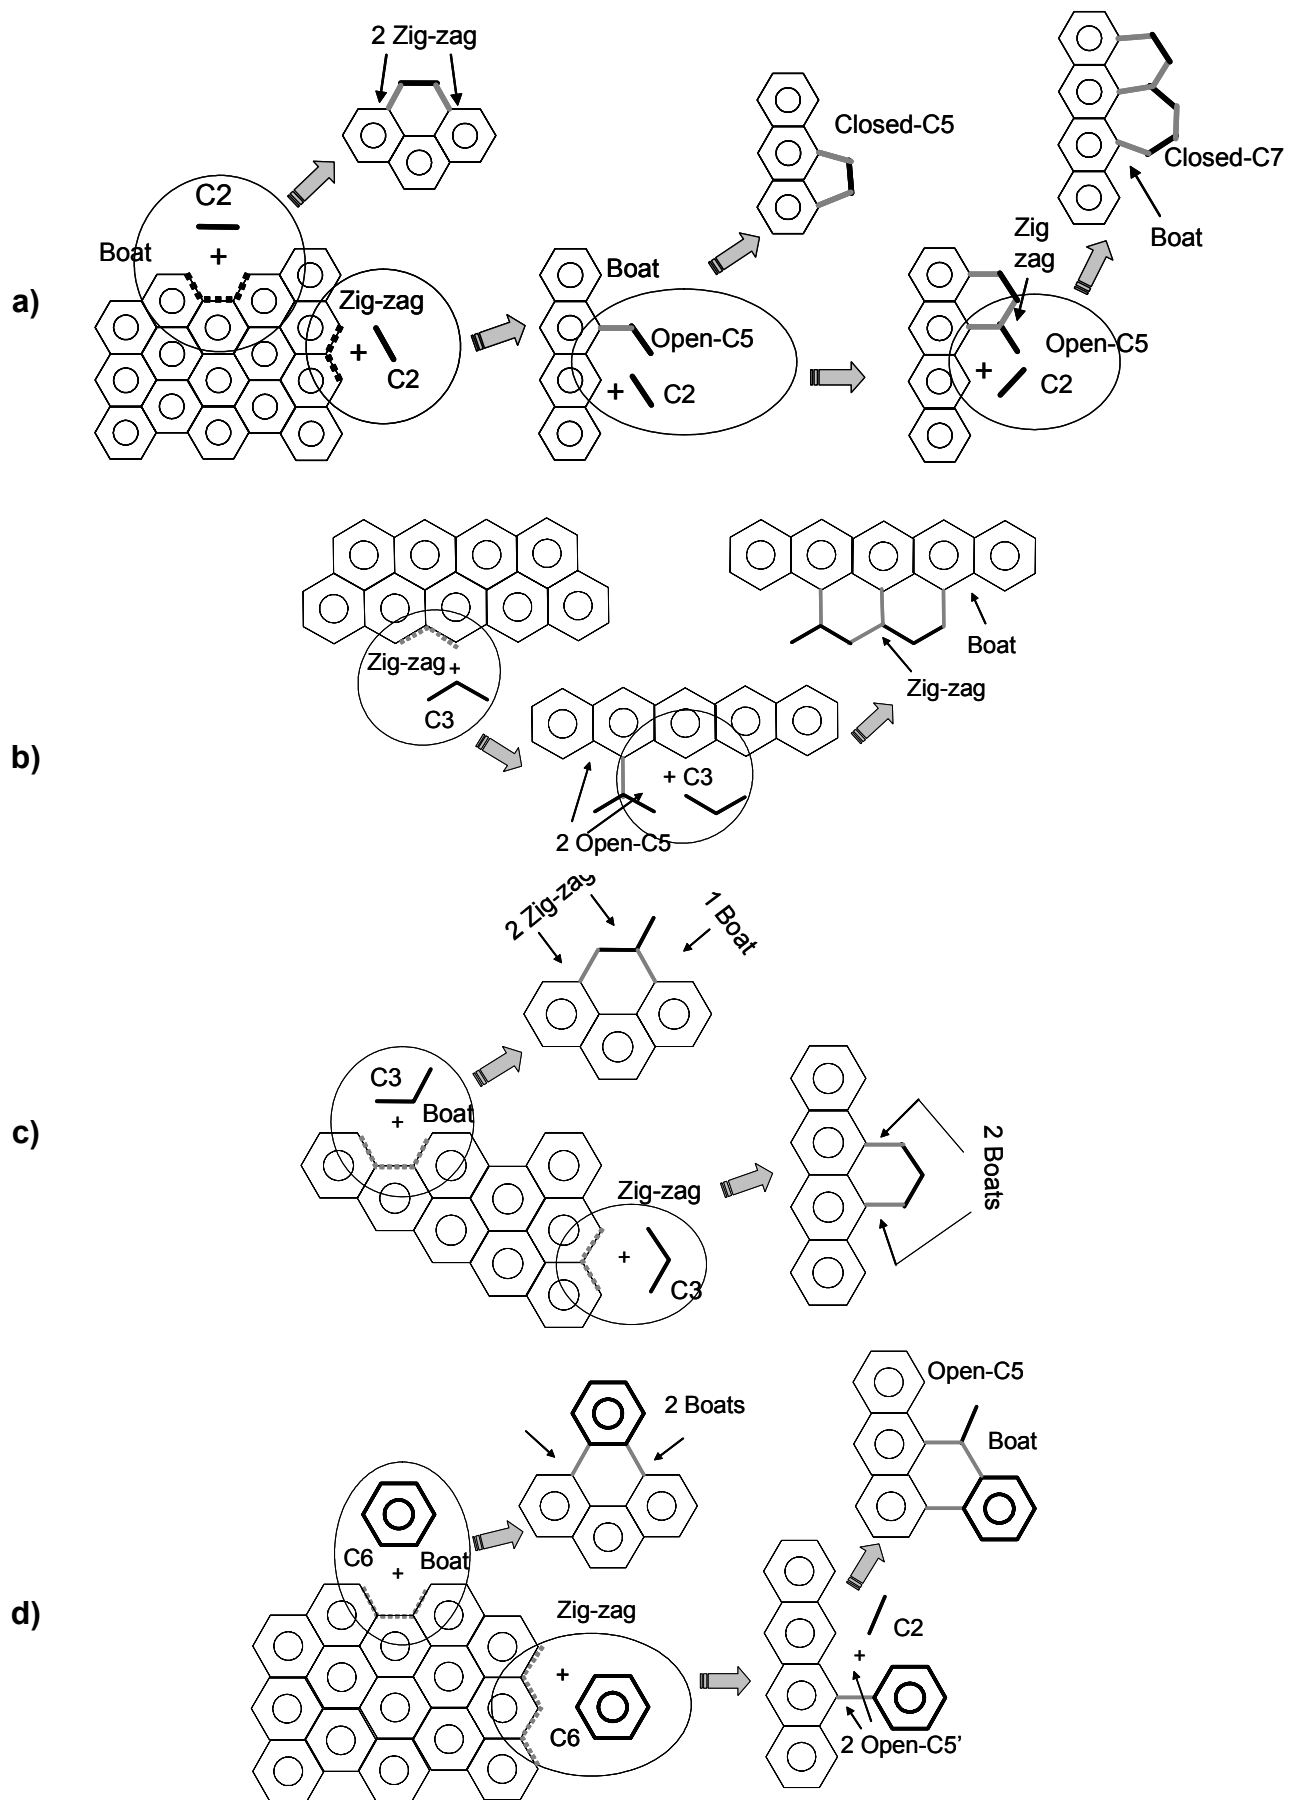 a)
2 Zig-zag
C2
+
Boat
Zig-zag
+
C2
Boat
Open-C5
+
C2
Closed-C5
Zig
zag
Open-C5
+
C2
Closed-C7
Boat
b)
Zig-zag
+
C3
+ C3
2 Open-C5
Boat
Zig-zag
c)
C3
+
Boat
2 Zig-zag
1 Boat
Zig-zag
+
C3
2 Boats
d)
C6
+
Boat
2 Boats
Zig-zag
+
C6
C2
+
2 Open-C5'
Open-C5
Boat